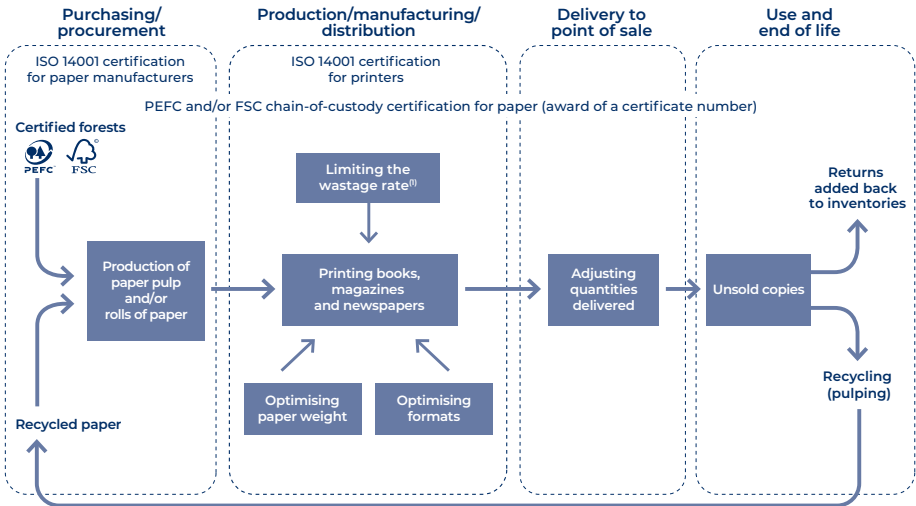 Purchasing/
procurement
Production/manufacturing/
distribution
Delivery to
point of sale
Use and
end of life
ISO 14001 certification
for paper manufacturers
ISO 14001 certification
for printers
PEFC and/or FSC chain-of-custody certification for paper (award of a certificate number)
Certified forests
PEFC
FSC
Limiting the
wastage rate(1)
Returns
added back
to inventories
Production of
paper pulp
and/or
rolls of paper
Printing books,
magazines
and newspapers
Adjusting
quantities
delivered
Unsold copies
Optimising
paper weight
Optimising
formats
Recycling
(pulping)
Recycled paper